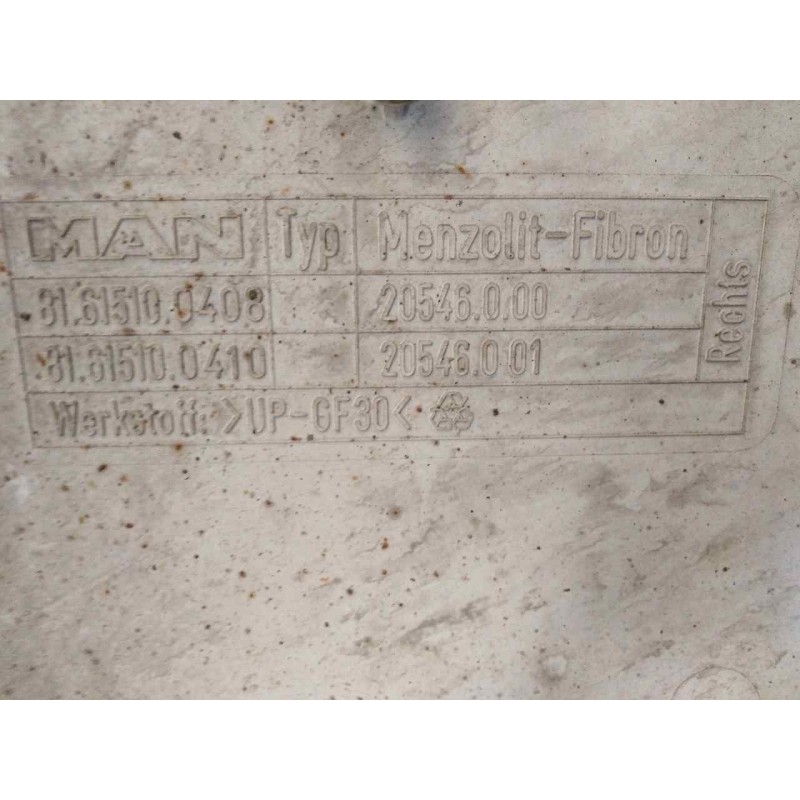 MAN Typ Menzolit-Fibron
81.61510.0408 20546.0.00
81.61510.0410 20546.0.01
Werkstoff: >UP-GF30<
Rechts